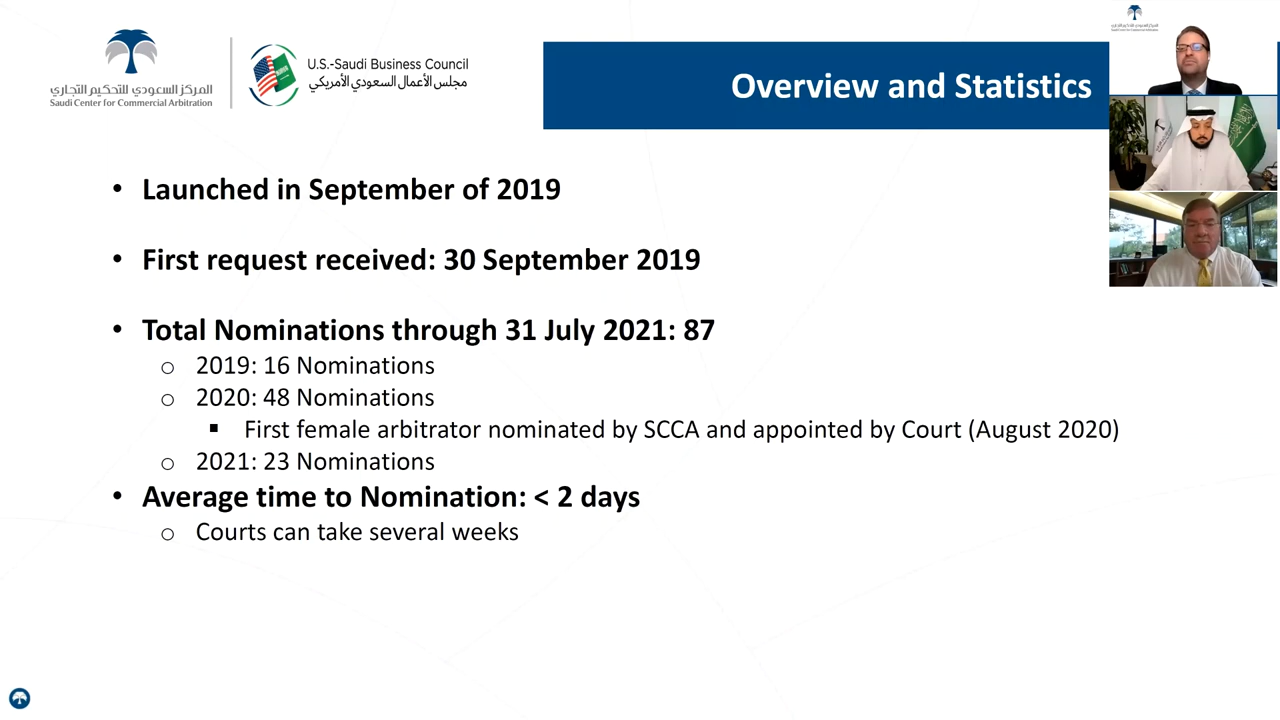 المركز السعودي للتحكيم التجاري
Saudi Center for Commercial Arbitration
U.S.-Saudi Business Council
مجلس الأعمال السعودي الأمريكي
Overview and Statistics
• Launched in September of 2019
• First request received: 30 September 2019
• Total Nominations through 31 July 2021: 87
o 2019: 16 Nominations
o 2020: 48 Nominations
▪ First female arbitrator nominated by SCCA and appointed by Court (August 2020)
o 2021: 23 Nominations
• Average time to Nomination: < 2 days
o Courts can take several weeks